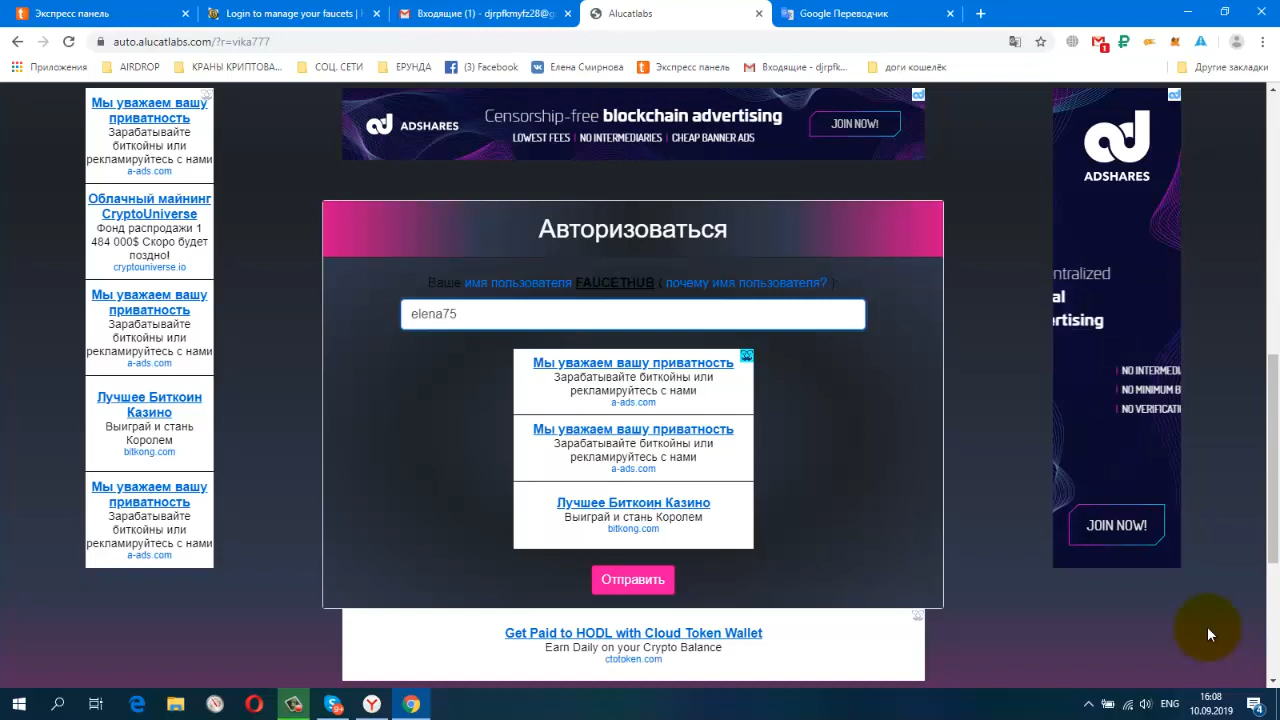 Экспресс панель
Login to manage your faucets | F
Входящие (1) - djrpfkmyfz28@g
Alucatlabs
Google Переводчик
auto.alucatlabs.com/?r=vika777
1
Приложения
AIRDROP
КРАНЫ КРИПТОВА...
СОЦ. СЕТИ
ЕРУНДА
(3) Facebook
Елена Смирнова
Экспресс панель
Входящие - djrpfk...
доги кошелёк
Другие закладки
Мы уважаем вашу
приватность
Зарабатывайте
биткойны или
рекламируйтесь с нами
a-ads.com
Облачный майнинг
CryptoUniverse
Фонд распродажи 1
484 000$ Скоро будет
поздно!
cryptouniverse.io
Мы уважаем вашу
приватность
Зарабатывайте
биткойны или
рекламируйтесь с нами
a-ads.com
Лучшее Биткоин
Казино
Выиграй и стань
Королем
bitkong.com
Мы уважаем вашу
приватность
Зарабатывайте
биткойны или
рекламируйтесь с нами
a-ads.com
ADSHARES
Censorship-free blockchain advertising
LOWEST FEES | NO INTERMEDIARIES | CHEAP BANNER ADS
JOIN NOW!
Авторизоваться
Ваше имя пользователя FAUCETHUB ( почему имя пользователя? ):
elena75
Мы уважаем вашу приватность
Зарабатывайте биткойны или
рекламируйтесь с нами
a-ads.com
Мы уважаем вашу приватность
Зарабатывайте биткойны или
рекламируйтесь с нами
a-ads.com
Лучшее Биткоин Казино
Выиграй и стань Королем
bitkong.com
Отправить
Get Paid to HODL with Cloud Token Wallet
Earn Daily on your Crypto Balance
ctotoken.com
ADSHARES
ntralized
al
ertising
NO INTERMEDI
NO MINIMUM B
NO VERIFICATI
JOIN NOW!
9+
ENG
16:08
10.09.2019
4